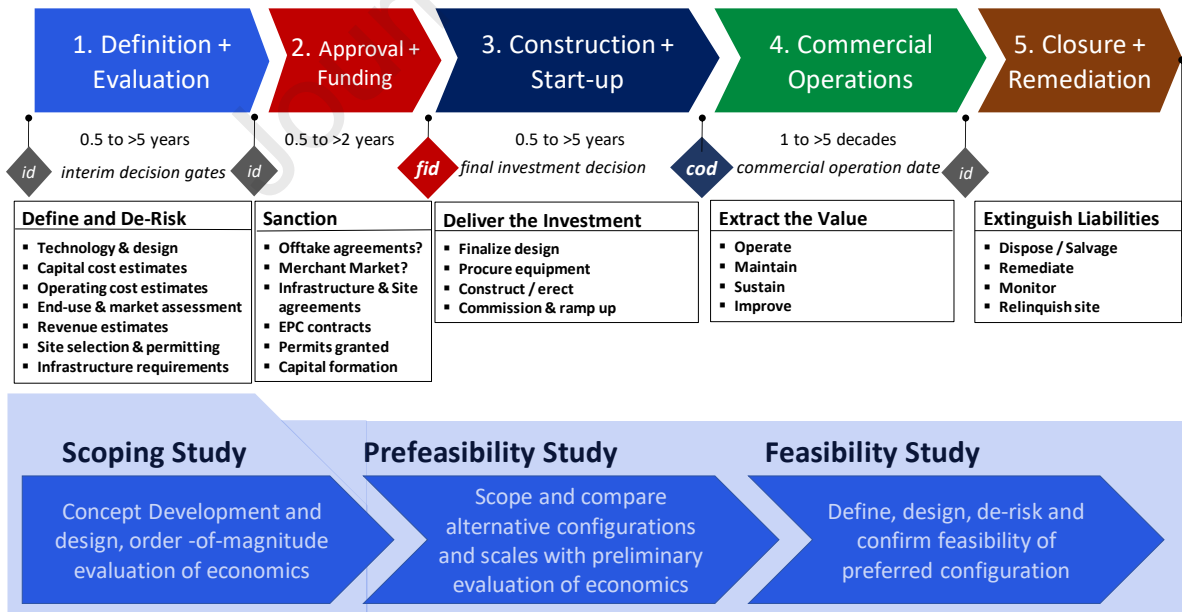 1. Definition +
Evaluation
2. Approval +
Funding
3. Construction +
Start-up
4. Commercial
Operations
5. Closure +
Remediation
0.5 to >5 years
0.5 to >2 years
0.5 to >5 years
1 to >5 decades
id
interim decision gates
id
fid
final investment decision
cod
commercial operation date
id
Define and De-Risk
▪ Technology & design
▪ Capital cost estimates
▪ Operating cost estimates
▪ End-use & market assessment
▪ Revenue estimates
▪ Site selection & permitting
▪ Infrastructure requirements
Sanction
▪ Offtake agreements?
▪ Merchant Market?
▪ Infrastructure & Site
agreements
▪ EPC contracts
▪ Permits granted
▪ Capital formation
Deliver the Investment
▪ Finalize design
▪ Procure equipment
▪ Construct / erect
▪ Commission & ramp up
Extract the Value
▪ Operate
▪ Maintain
▪ Sustain
▪ Improve
Extinguish Liabilities
▪ Dispose / Salvage
▪ Remediate
▪ Monitor
▪ Relinquish site
Scoping Study
Concept Development and
design, order -of-magnitude
evaluation of economics
Prefeasibility Study
Scope and compare
alternative configurations
and scales with preliminary
evaluation of economics
Feasibility Study
Define, design, de-risk and
confirm feasibility of
preferred configuration